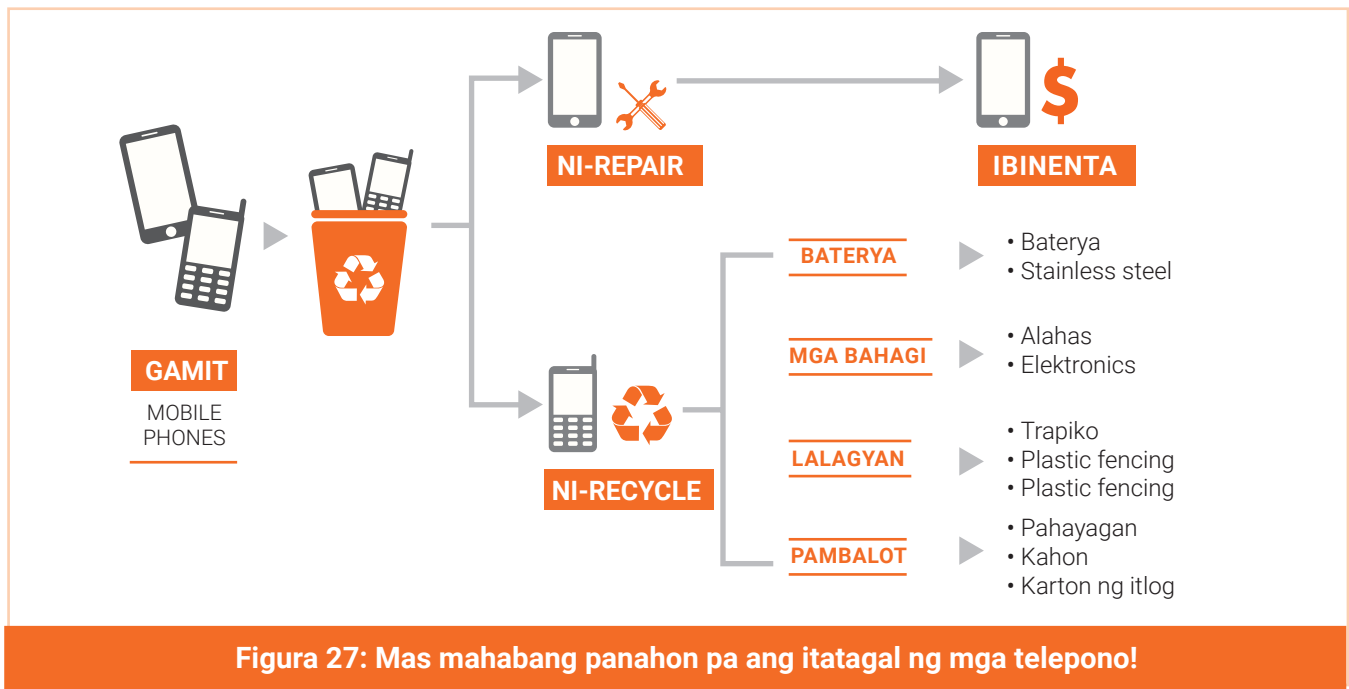 GAMIT
MOBILE
PHONES
NI-REPAIR
$
IBINENTA
NI-RECYCLE
BATERYA
• Baterya
• Stainless steel
MGA BAHAGI
• Alahas
• Elektronics
LALAGYAN
• Trapiko
• Plastic fencing
• Plastic fencing
PAMBALOT
• Pahayagan
• Kahon
• Karton ng itlog
Figura 27: Mas mahabang panahon pa ang itatagal ng mga telepono!